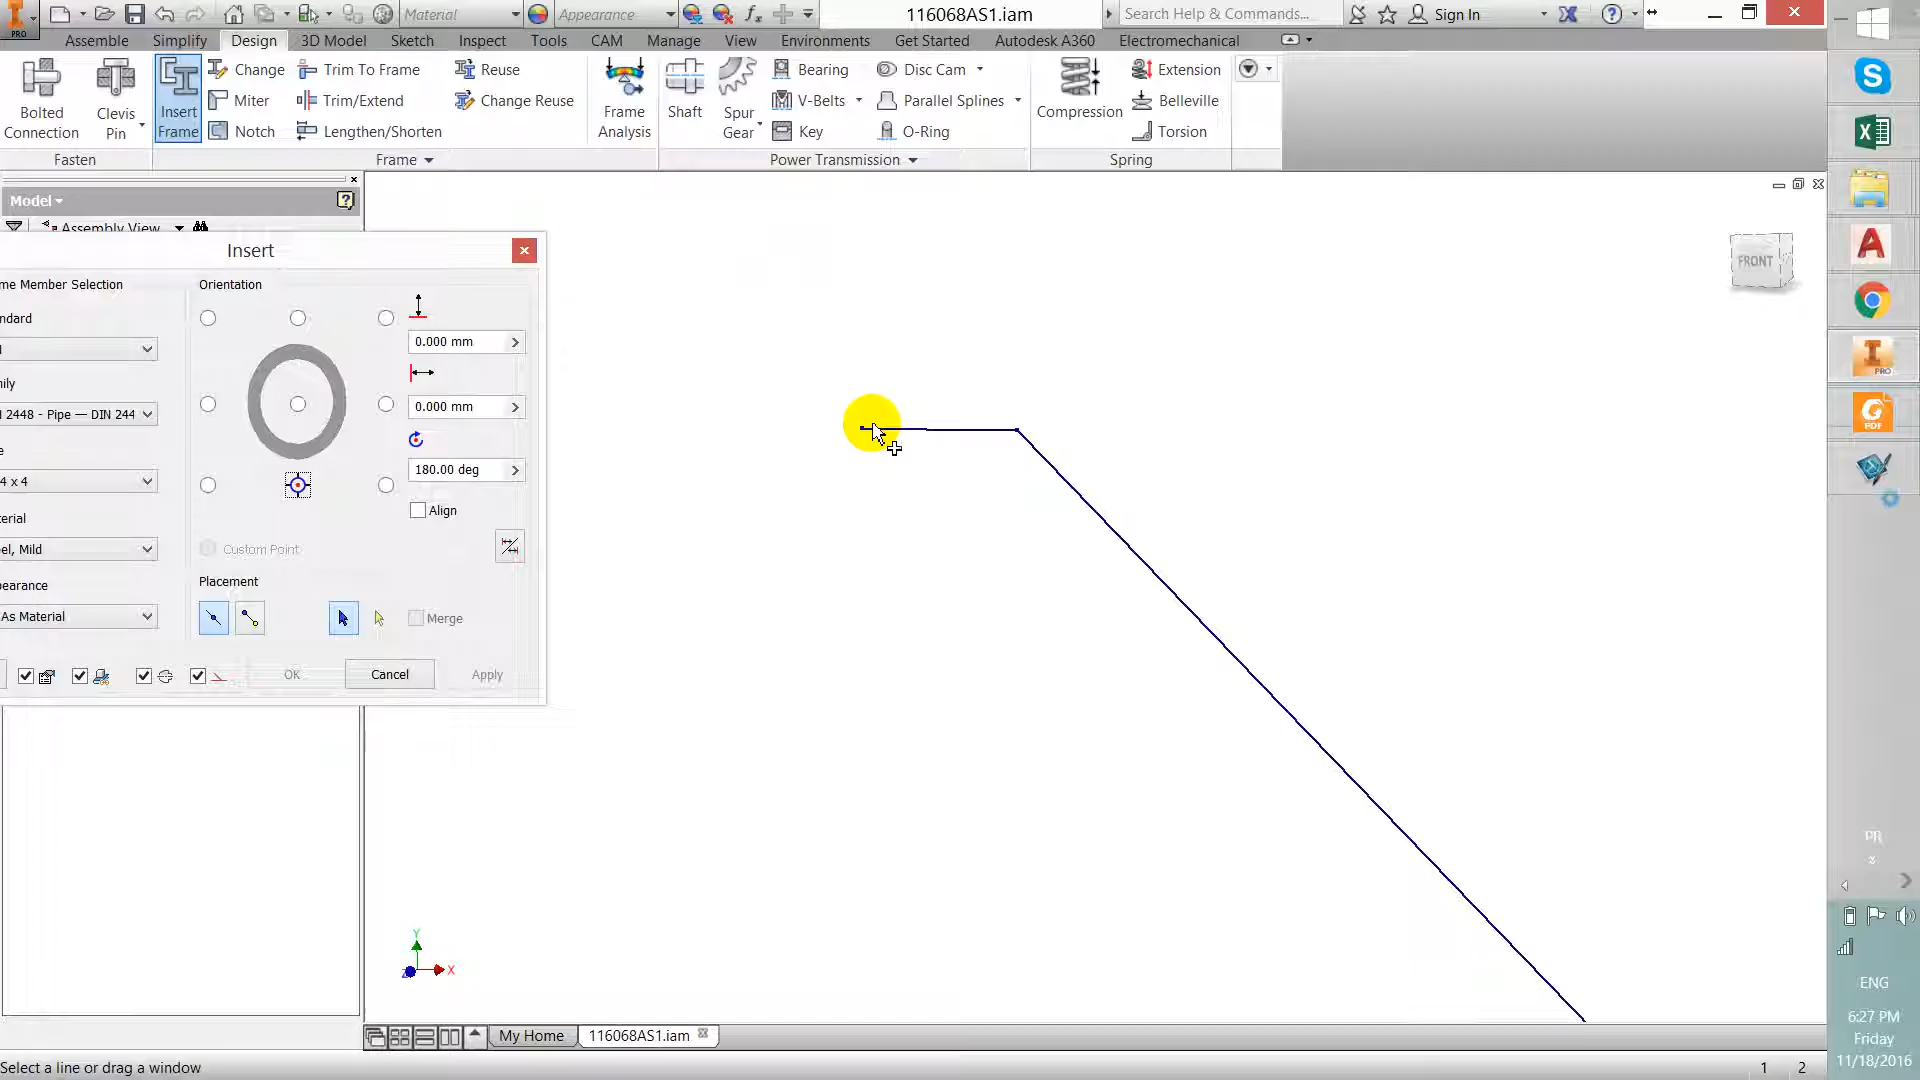 PRO
Material
Appearance
116068AS1.iam
Search Help & Commands...
Sign In
Assemble
Simplify
Design
3D Model
Sketch
Inspect
Tools
CAM
Manage
View
Environments
Get Started
Autodesk A360
Electromechanical
Bolted
Connection
Clevis
Pin
Insert
Frame
Change
Miter
Notch
Trim To Frame
Trim/Extend
Lengthen/Shorten
Reuse
Change Reuse
Frame
Analysis
Shaft
Spur
Gear
Bearing
V-Belts
Key
Disc Cam
Parallel Splines
O-Ring
Compression
Extension
Belleville
Torsion
Fasten
Frame
Power Transmission
Spring
Model
Assembly View
Insert
me Member Selection
Orientation
ndard
0.000 mm
ily
0.000 mm
2448 - Pipe — DIN 244
180.00 deg
4 x 4
Align
erial
Custom Point
el, Mild
Placement
pearance
As Material
Merge
OK
Cancel
Apply
FRONT
Y
X
Z
My Home
116068AS1.iam
Select a line or drag a window
1
2
PRO
PDF
PR
ENG
6:27 PM
Friday
11/18/2016